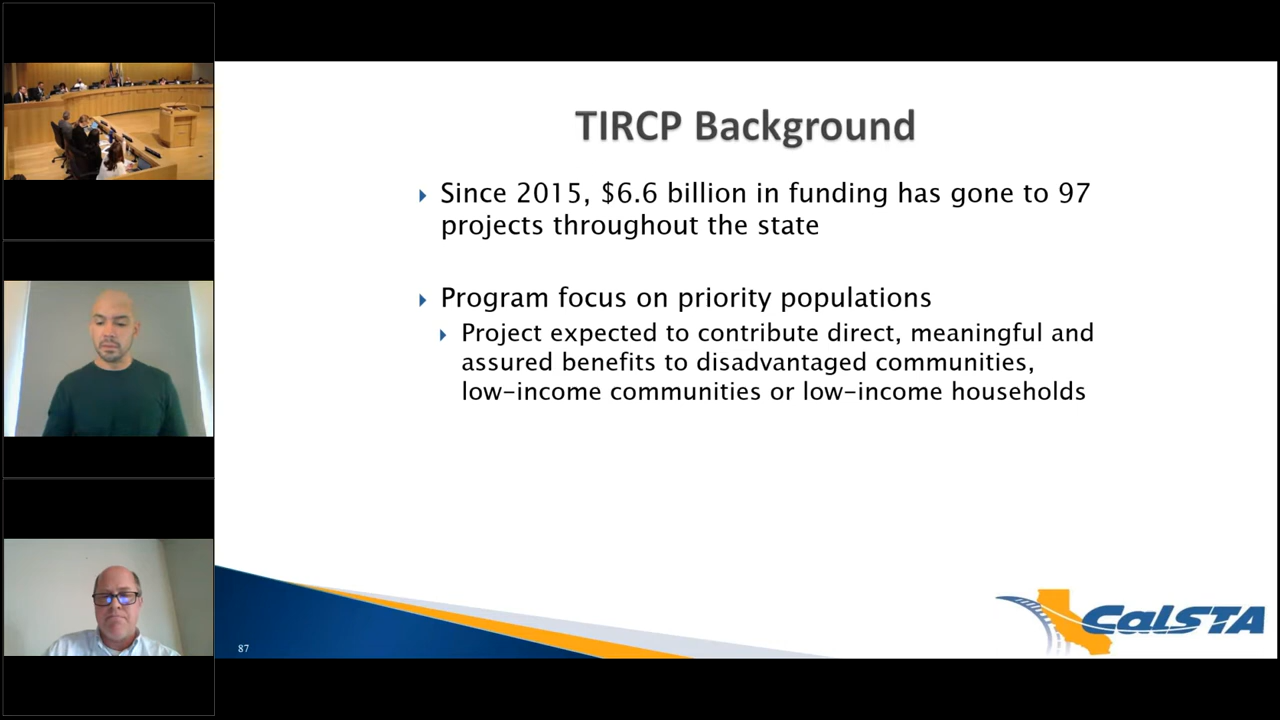 TIRCP Background
Since 2015, $6.6 billion in funding has gone to 97
projects throughout the state
Program focus on priority populations
Project expected to contribute direct, meaningful and
assured benefits to disadvantaged communities,
low-income communities or low-income households
87
CalSTA